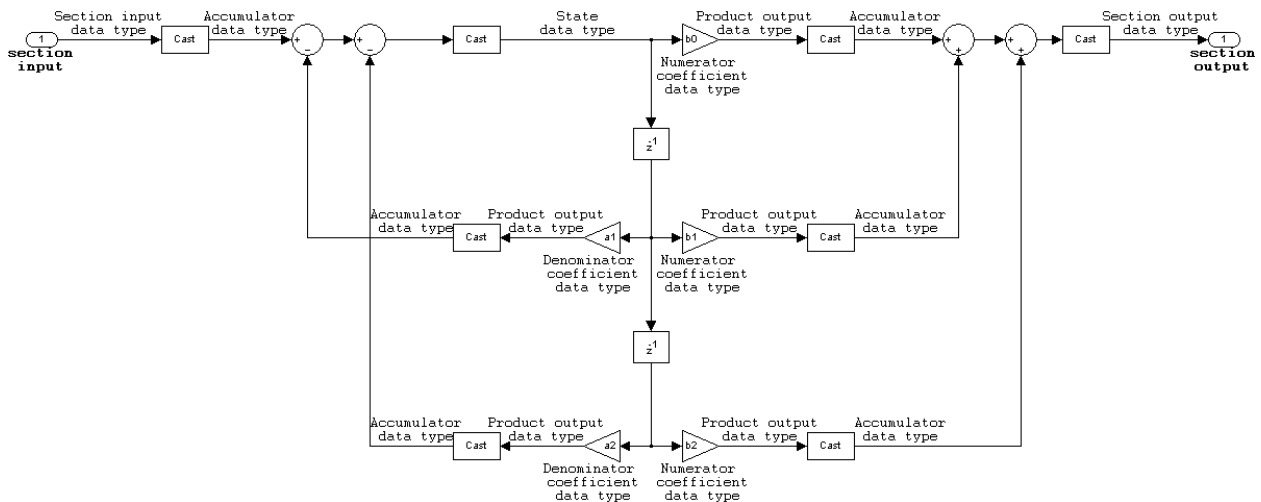 Section input
data type
Accumulator
data type
State
data type
Product output
data type
Accumulator
data type
Section output
data type
1
section
input
Cast
+
−
+
−
Cast
b0
Cast
+
+
+
+
Cast
1
section
output
Numerator
coefficient
data type
z-1
Accumulator
data type
Product output
data type
Product output
data type
Accumulator
data type
Cast
a1
b1
Cast
Denominator
coefficient
data type
Numerator
coefficient
data type
z-1
Accumulator
data type
Product output
data type
Product output
data type
Accumulator
data type
Cast
a2
b2
Cast
Denominator
coefficient
data type
Numerator
coefficient
data type